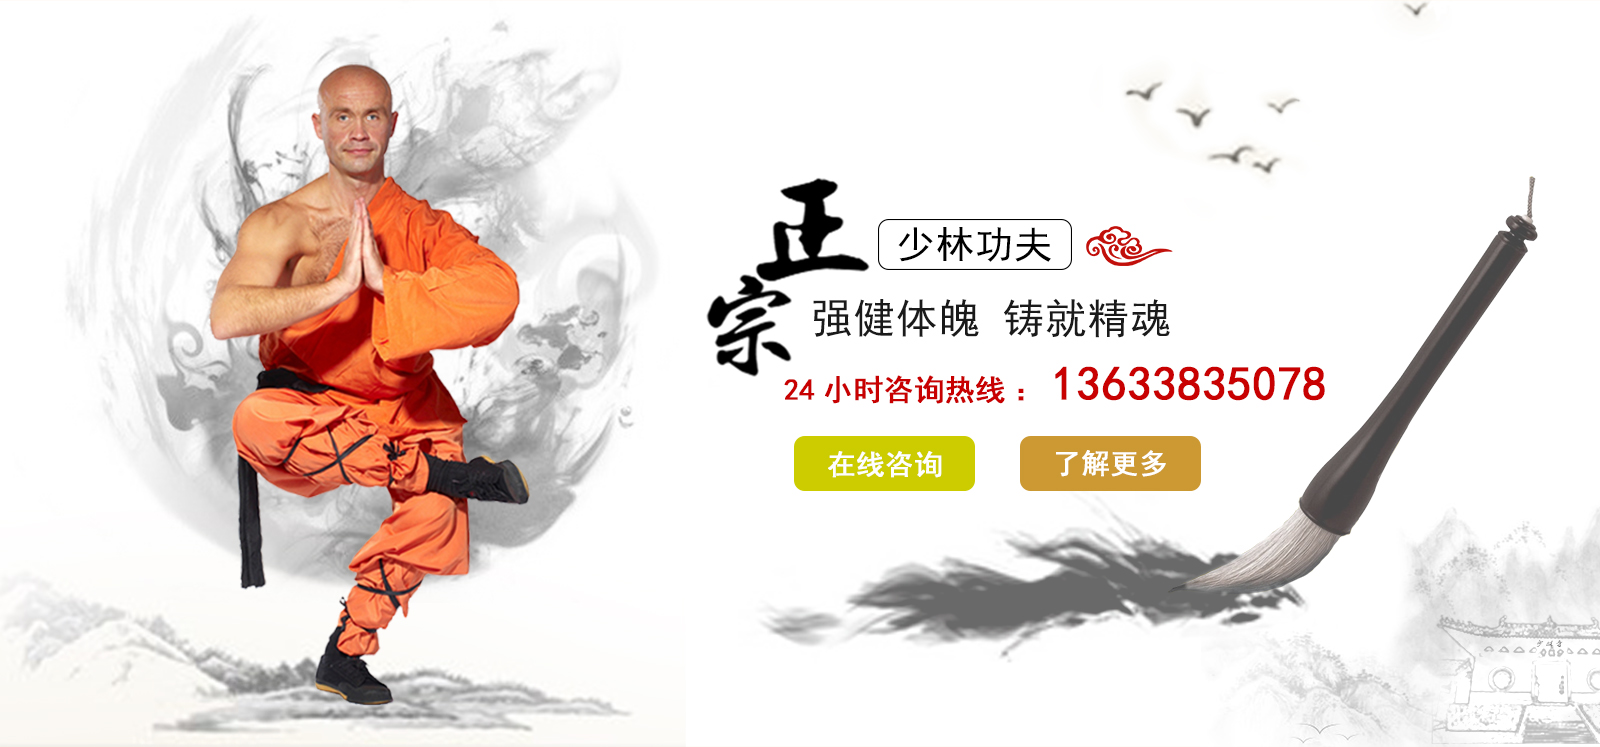 正宗
少林功夫
强健体魄 铸就精魂
24 小时咨询热线 : 13633835078
在线咨询
了解更多